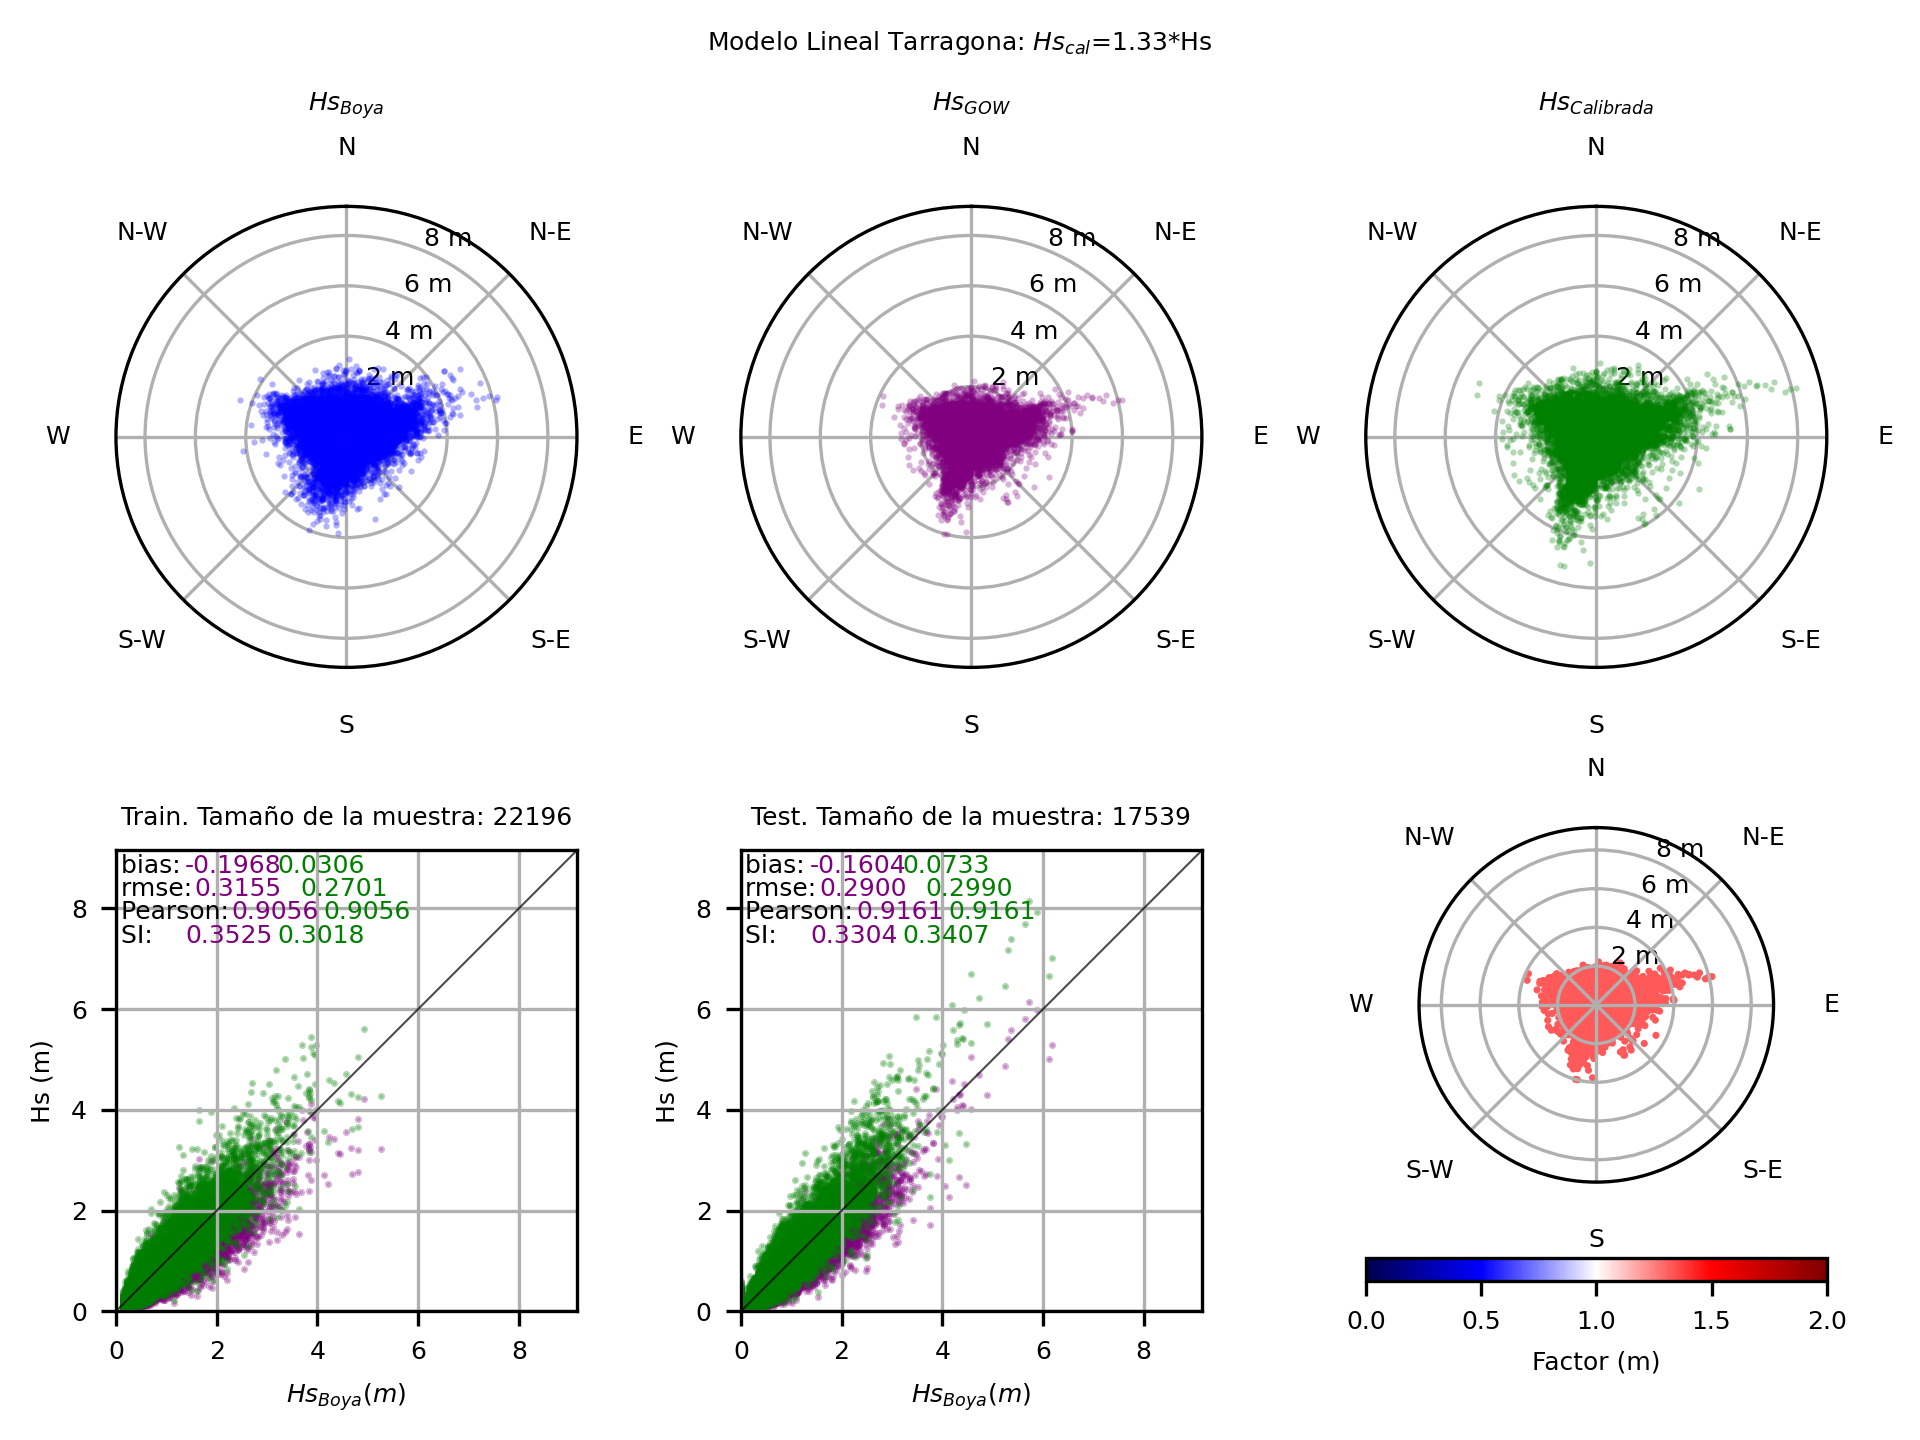 Modelo Lineal Tarragona: Hs_cal=1.33*Hs
Hs_Boya
N
N-W
N-E
8 m
6 m
4 m
2 m
W
E
S-W
S-E
S
Hs_GOW
N
N-W
N-E
8 m
6 m
4 m
2 m
W
E
S-W
S-E
S
Hs_Calibrada
N
N-W
N-E
8 m
6 m
4 m
2 m
W
E
S-W
S-E
S
Train. Tamaño de la muestra: 22196
bias: -0.1968 0.0306
rmse: 0.3155 0.2701
Pearson: 0.9056 0.9056
SI: 0.3525 0.3018
8
6
4
2
0
Hs (m)
0 2 4 6 8
Hs_Boya(m)
Test. Tamaño de la muestra: 17539
bias: -0.1604 0.0733
rmse: 0.2900 0.2990
Pearson: 0.9161 0.9161
SI: 0.3304 0.3407
8
6
4
2
0
Hs (m)
0 2 4 6 8
Hs_Boya(m)
N
N-W
N-E
8 m
6 m
4 m
2 m
W
E
S-W
S-E
S
0.0 0.5 1.0 1.5 2.0
Factor (m)